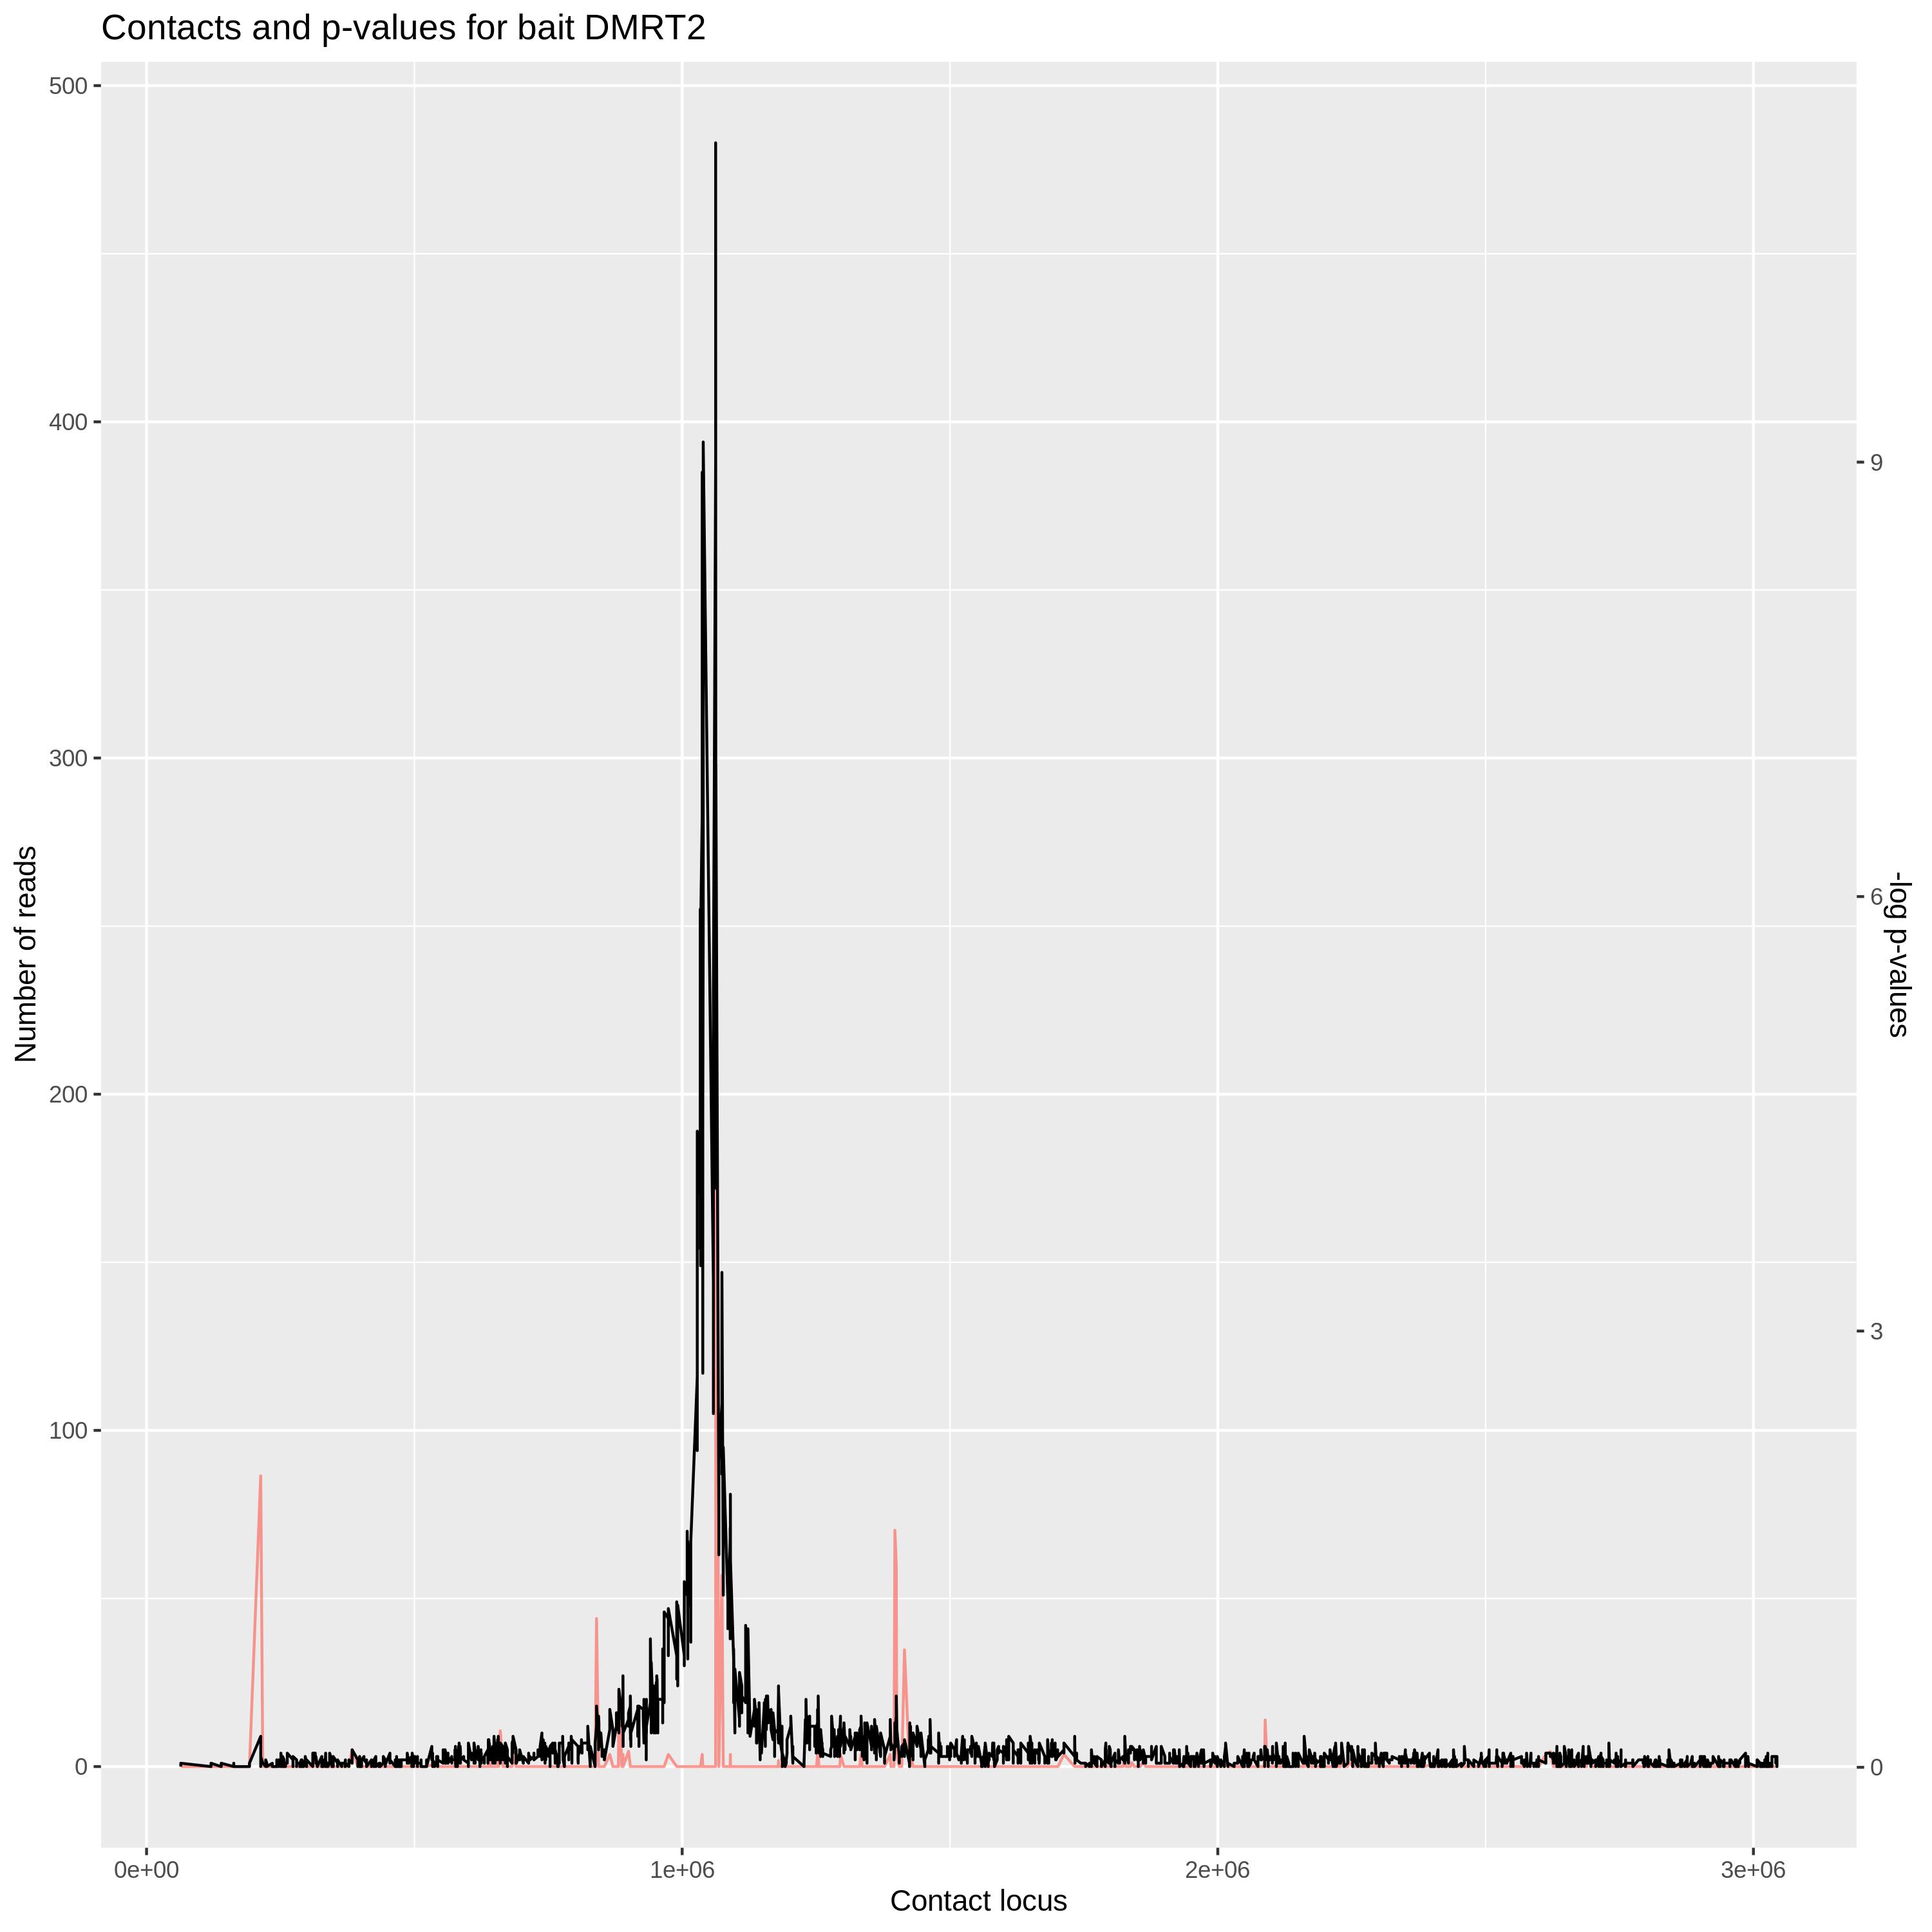 Contacts and p-values for bait DMRT2
500
400
300
200
100
0
Number of reads
9
6
3
0
-log p-values
0e+00
1e+06
2e+06
3e+06
Contact locus